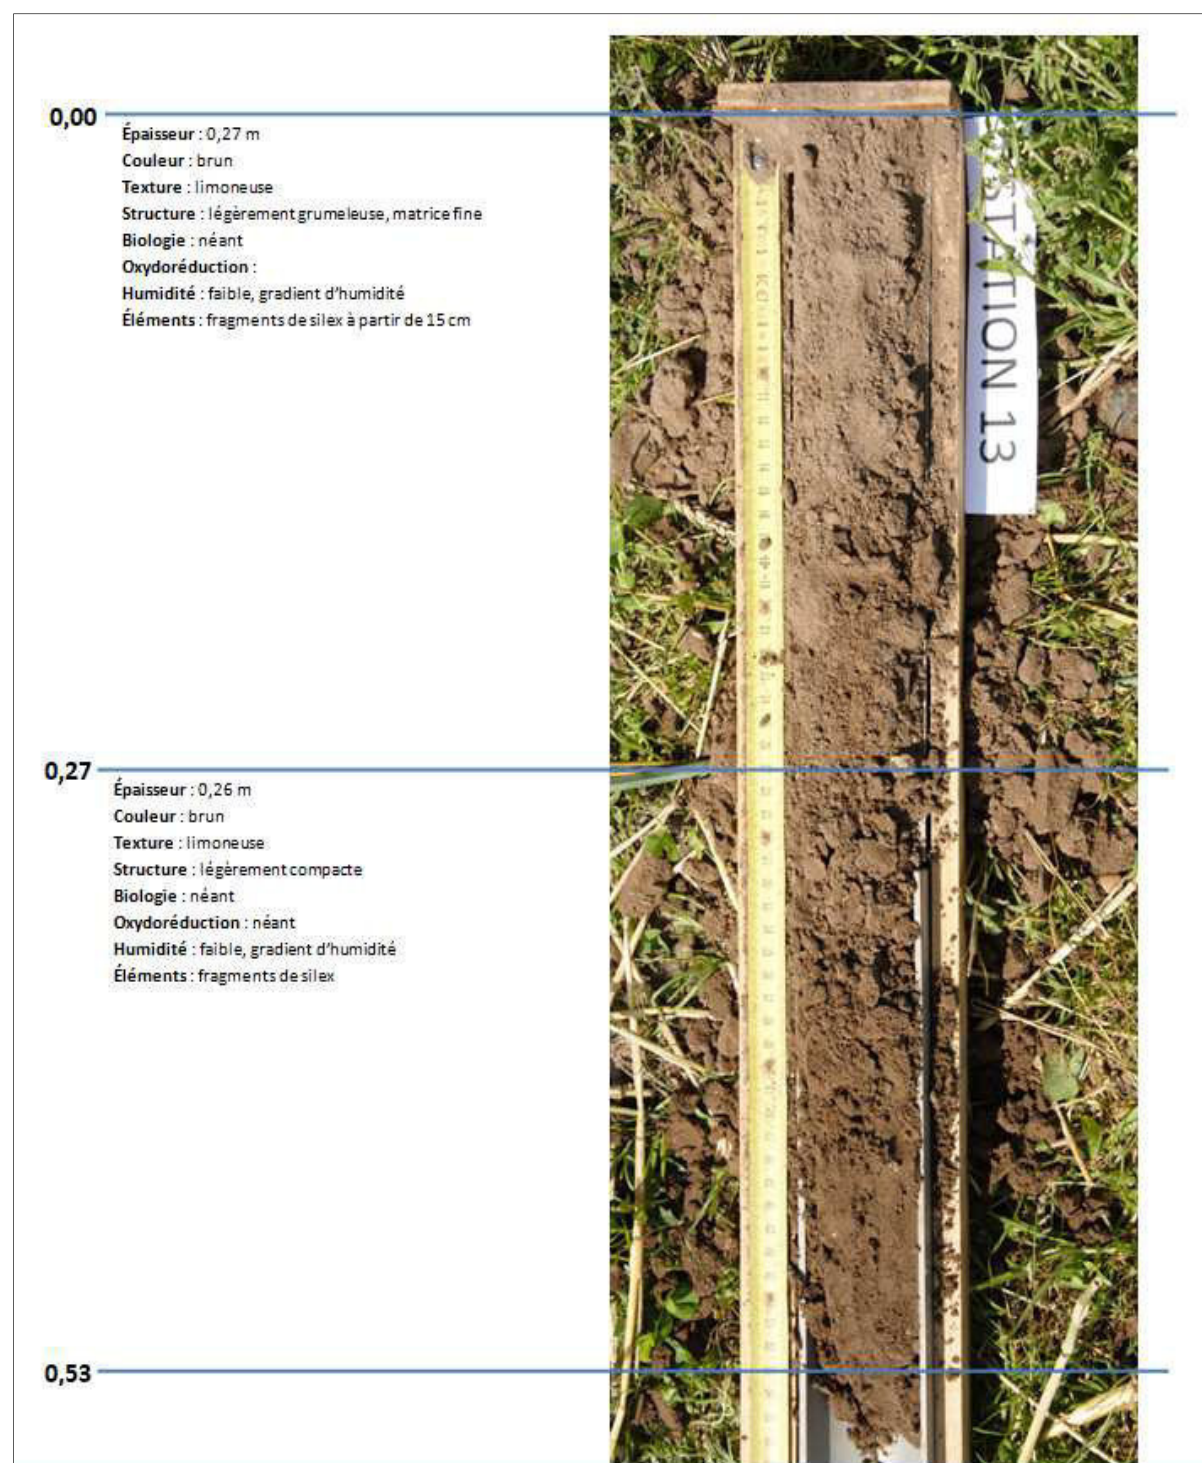 0,00
Épaisseur : 0,27 m
Couleur : brun
Texture : limoneuse
Structure : légèrement grumeleuse, matrice fine
Biologie : néant
Oxydoréduction :
Humidité : faible, gradient d'humidité
Éléments : fragments de silex à partir de 15 cm
STATION 13
0,27
Épaisseur : 0,26 m
Couleur : brun
Texture : limoneuse
Structure : légèrement compacte
Biologie : néant
Oxydoréduction : néant
Humidité : faible, gradient d'humidité
Éléments : fragments de silex
0,53